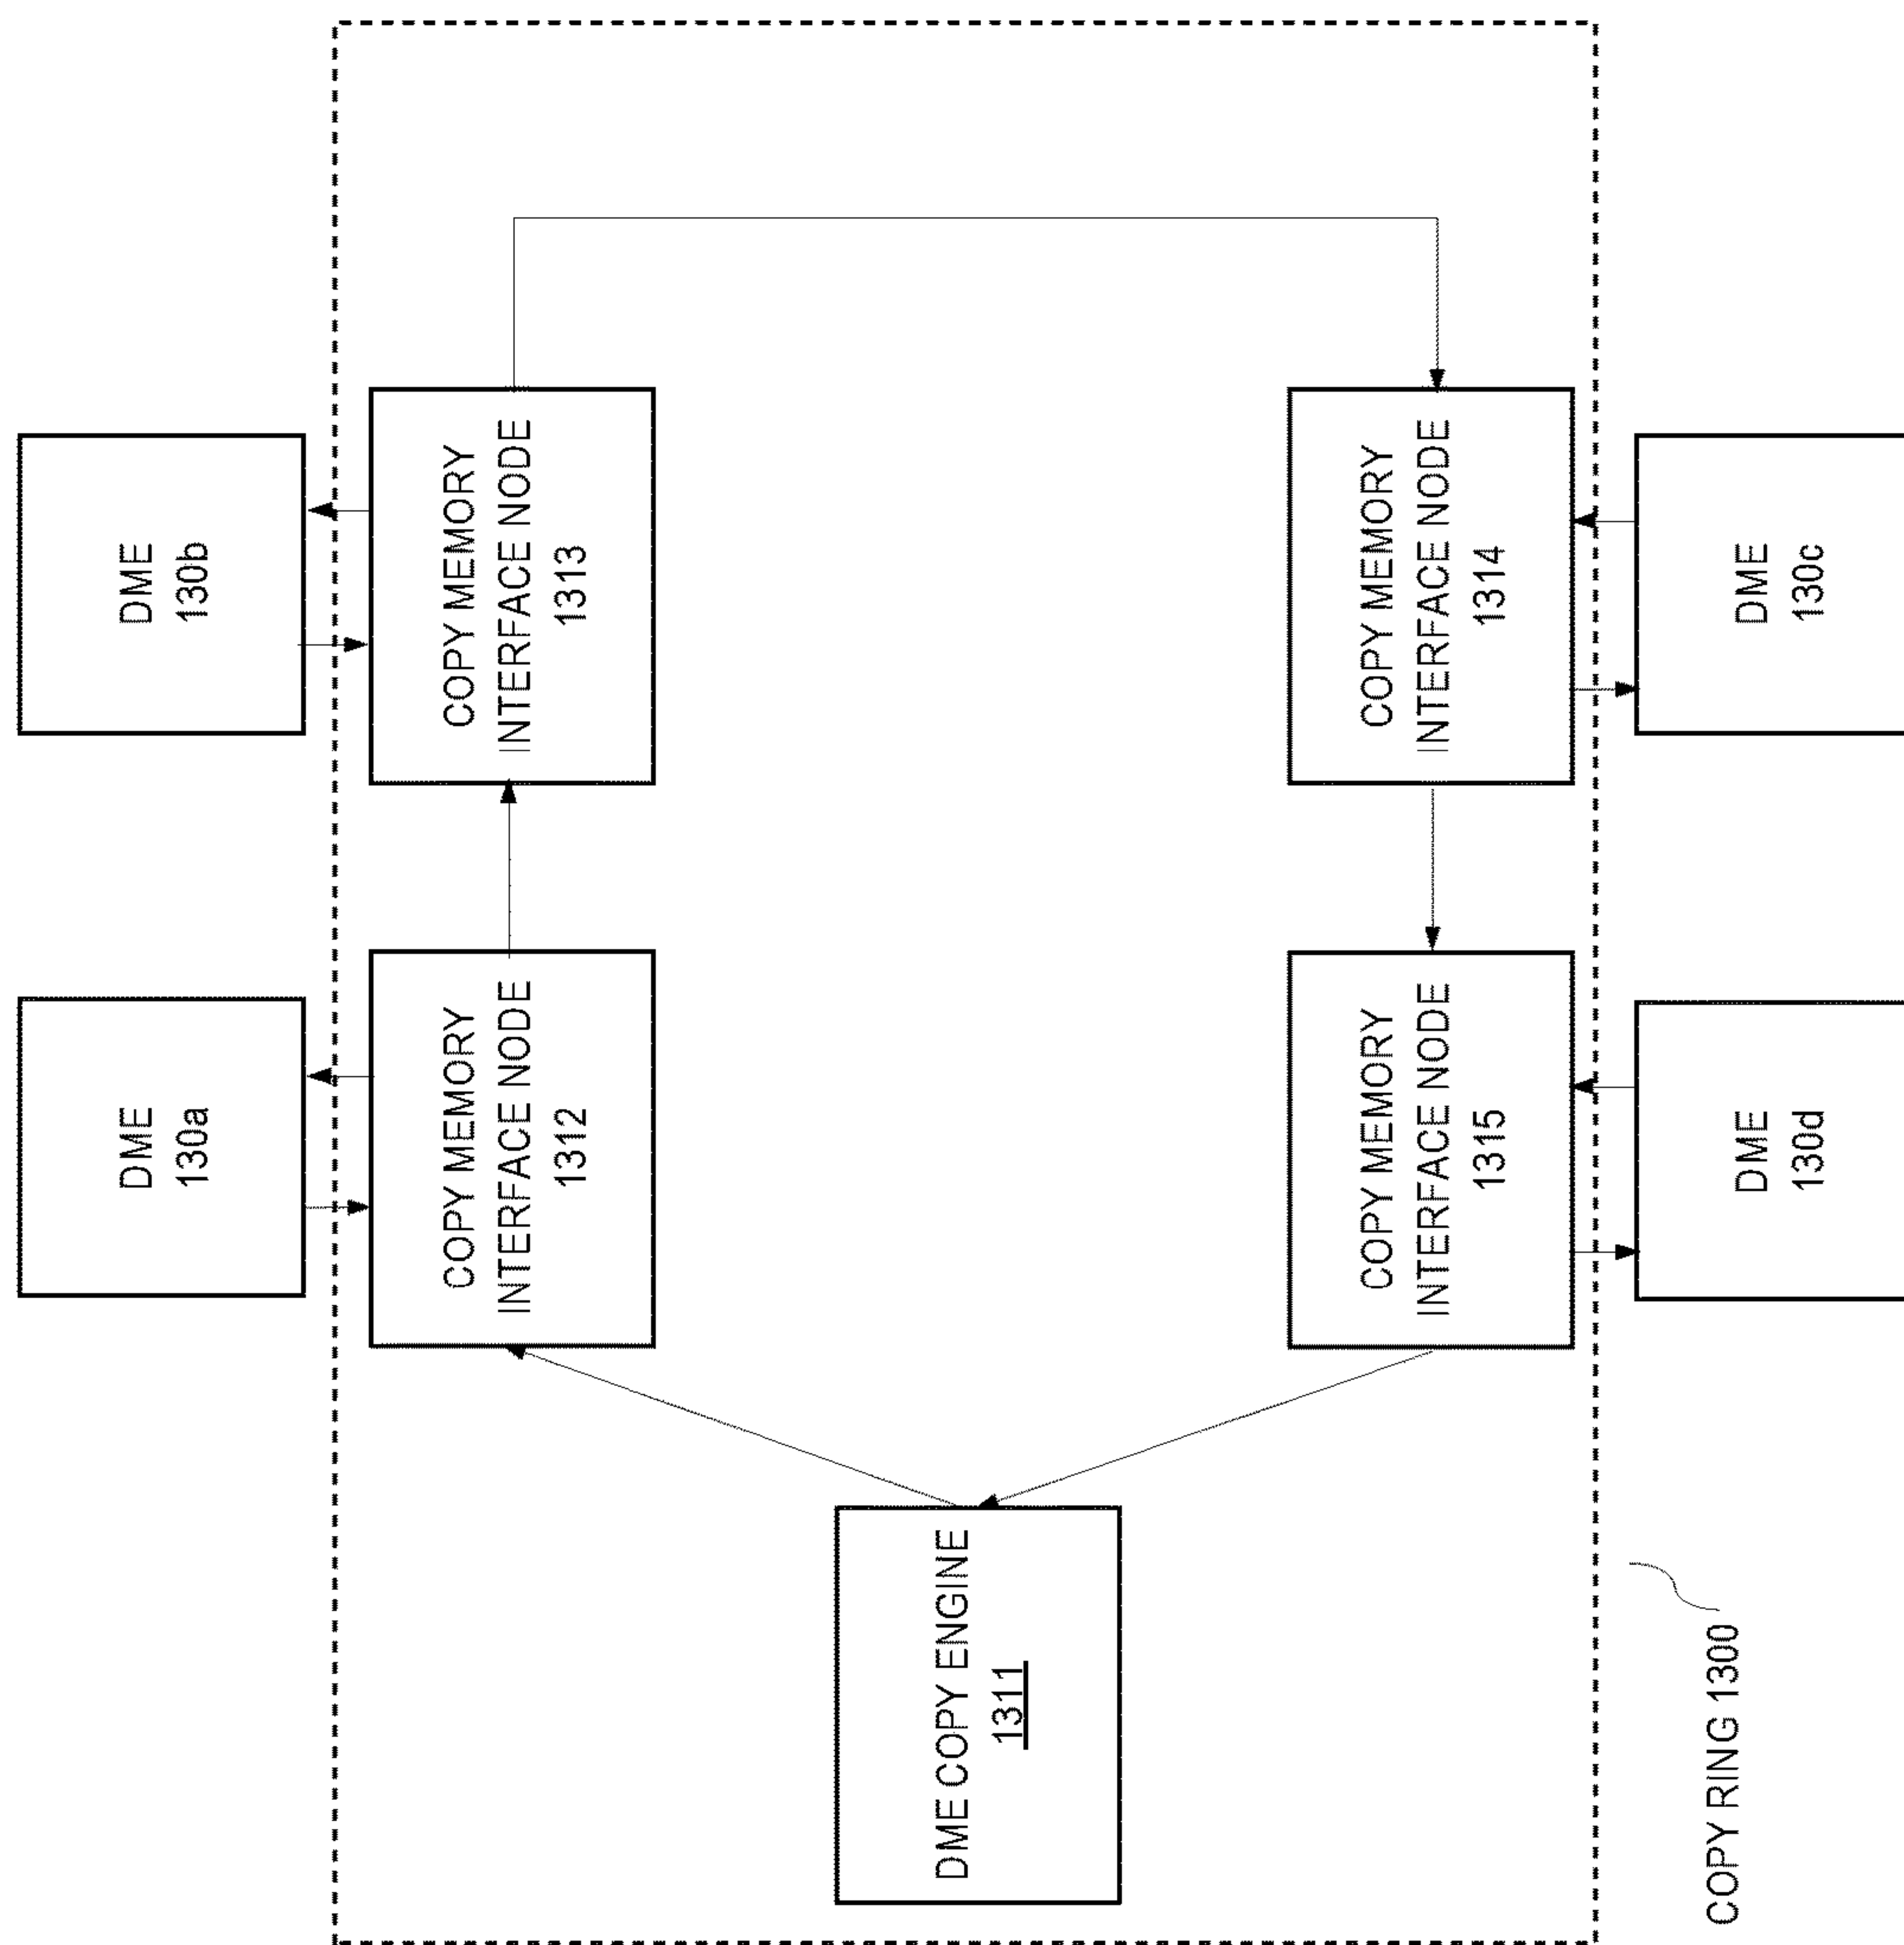 DME
130a
DME
130b
COPY MEMORY
INTERFACE NODE
1312
COPY MEMORY
INTERFACE NODE
1313
DME COPY ENGINE
1311
COPY MEMORY
INTERFACE NODE
1315
COPY MEMORY
INTERFACE NODE
1314
DME
130d
DME
130c
COPY RING 1300